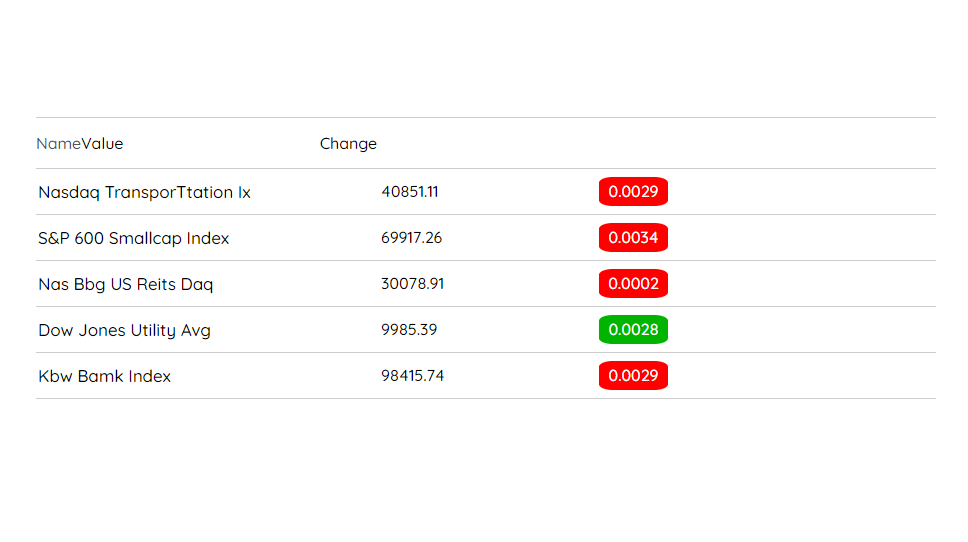 NameValue Change
Nasdaq TransporTtation Ix 40851.11 0.0029
S&P 600 Smallcap Index 69917.26 0.0034
Nas Bbg US Reits Daq 30078.91 0.0002
Dow Jones Utility Avg 9985.39 0.0028
Kbw Bamk Index 98415.74 0.0029